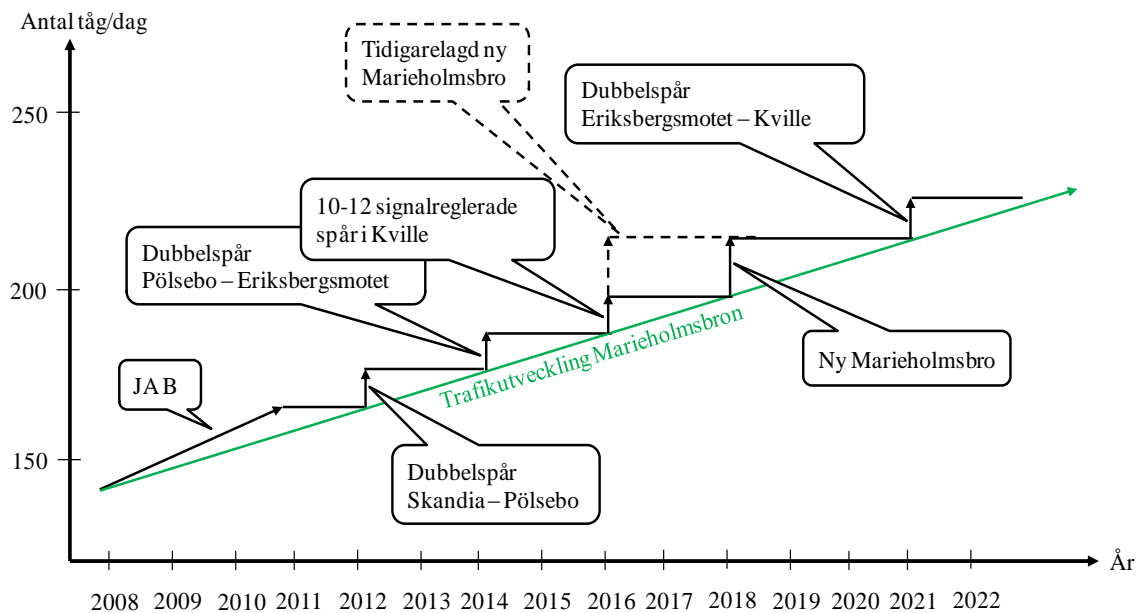 Antal tåg/dag
Tidigarelagd ny
Marieholmsbro
Dubbelspår
Eriksbergsmotet – Kville
250
10-12 signalreglerade
spår i Kville
Dubbelspår
Pölsebo – Eriksbergsmotet
200
Trafikutveckling Marieholmsbron
Ny Marieholmsbro
JAB
150
Dubbelspår
Skandia – Pölsebo
År
2008 2009 2010 2011 2012 2013 2014 2015 2016 2017 2018 2019 2020 2021 2022